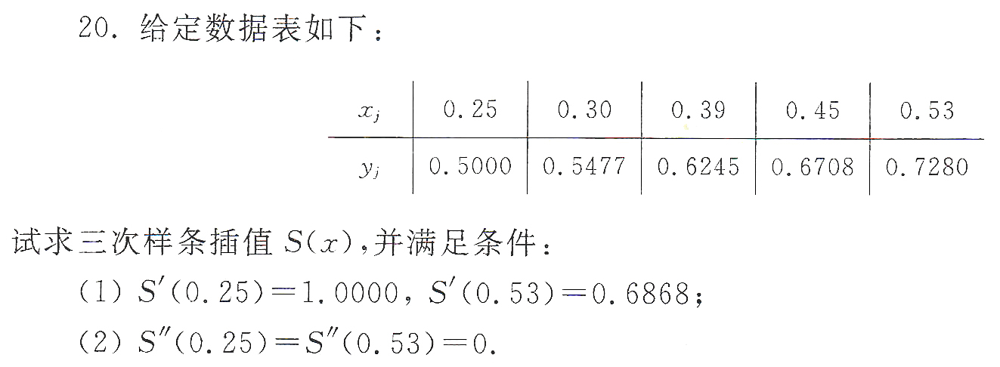 20. 给定数据表如下：
xj 0.25 0.30 0.39 0.45 0.53
yj 0.5000 0.5477 0.6245 0.6708 0.7280
试求三次样条插值 S(x),并满足条件：
(1) S′(0.25)=1.0000, S′(0.53)=0.6868;
(2) S″(0.25)=S″(0.53)=0.